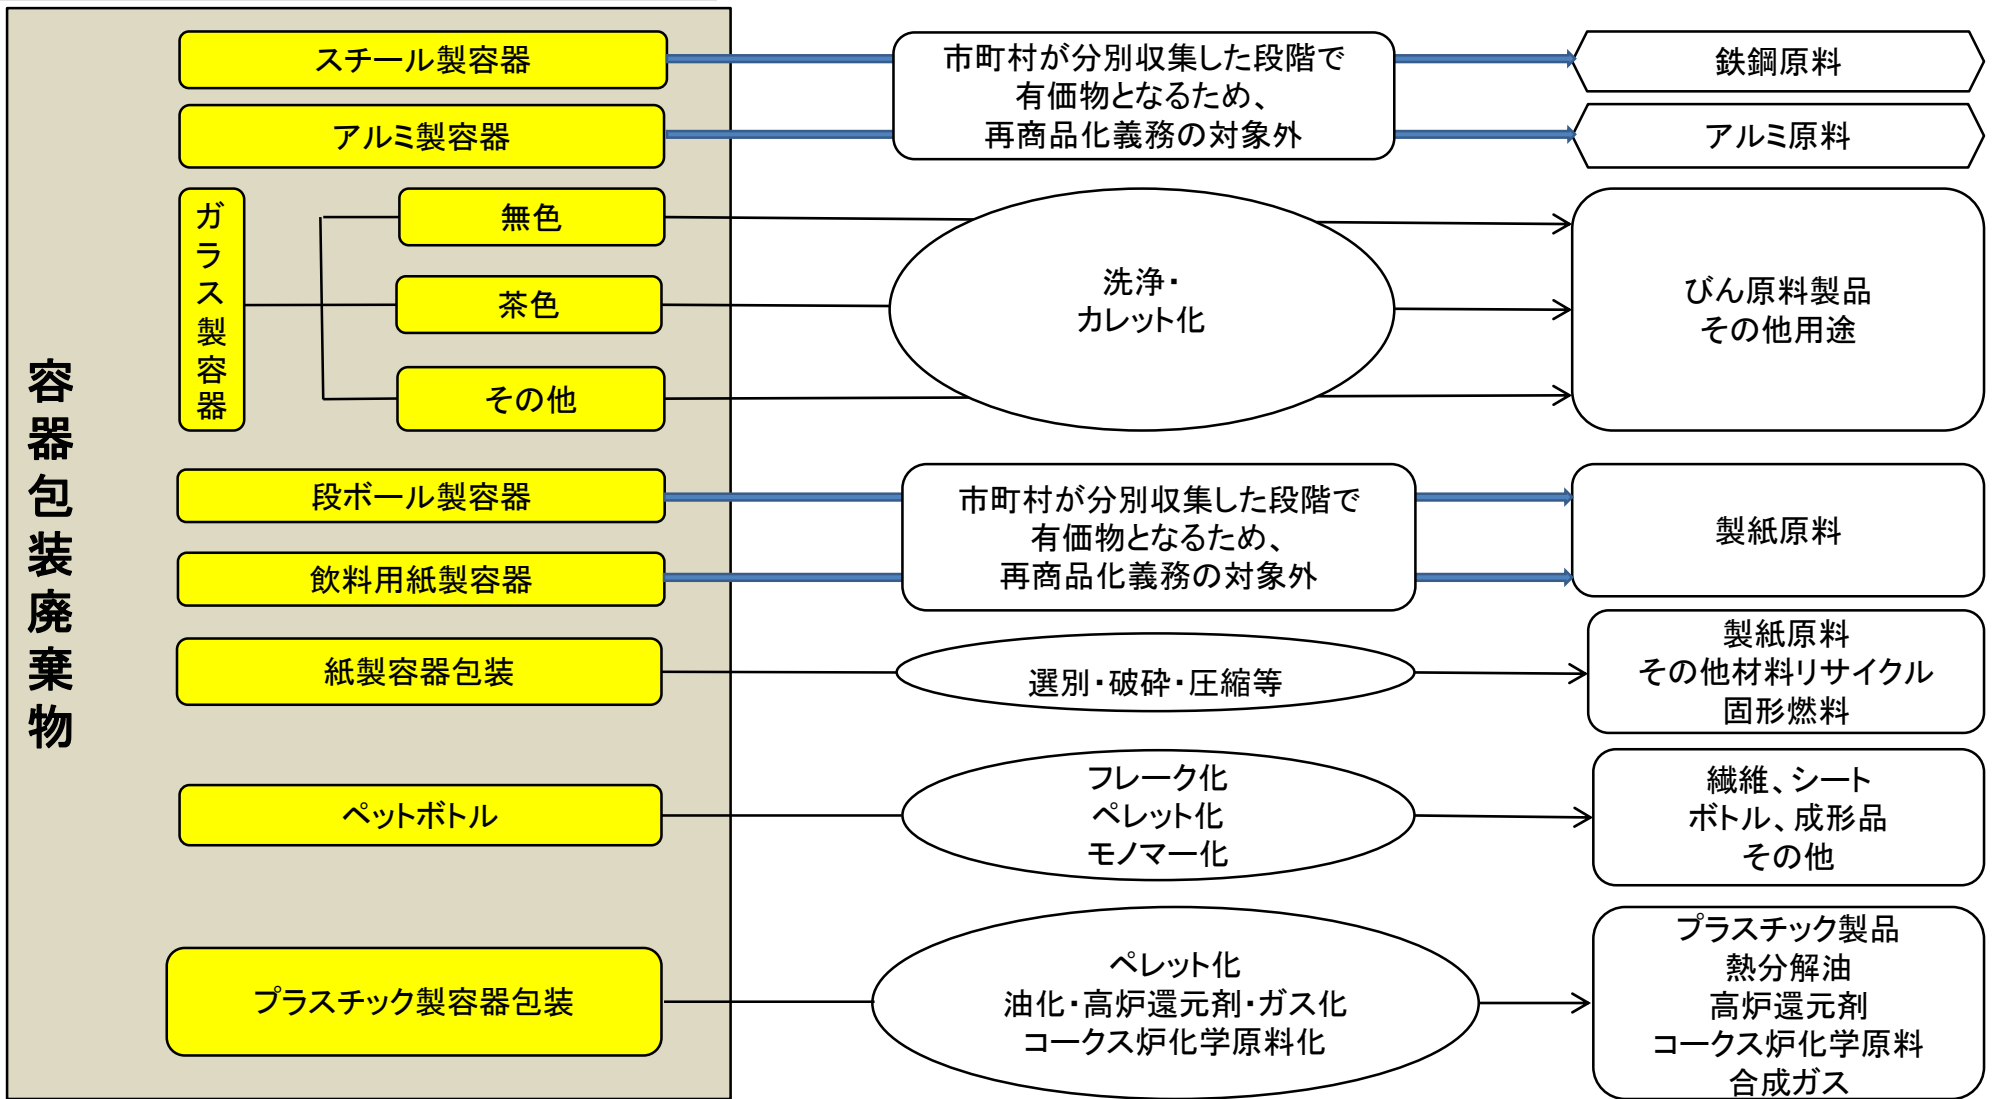 容器包装廃棄物
スチール製容器
市町村が分別収集した段階で
有価物となるため、
再商品化義務の対象外
鉄鋼原料
アルミ製容器
アルミ原料
ガラス製容器
無色
茶色
その他
洗浄・
カレット化
びん原料製品
その他用途
段ボール製容器
飲料用紙製容器
市町村が分別収集した段階で
有価物となるため、
再商品化義務の対象外
製紙原料
紙製容器包装
選別・破砕・圧縮等
製紙原料
その他材料リサイクル
固形燃料
ペットボトル
フレーク化
ペレット化
モノマー化
繊維、シート
ボトル、成形品
その他
プラスチック製容器包装
ペレット化
油化・高炉還元剤・ガス化
コークス炉化学原料化
プラスチック製品
熱分解油
高炉還元剤
コークス炉化学原料
合成ガス